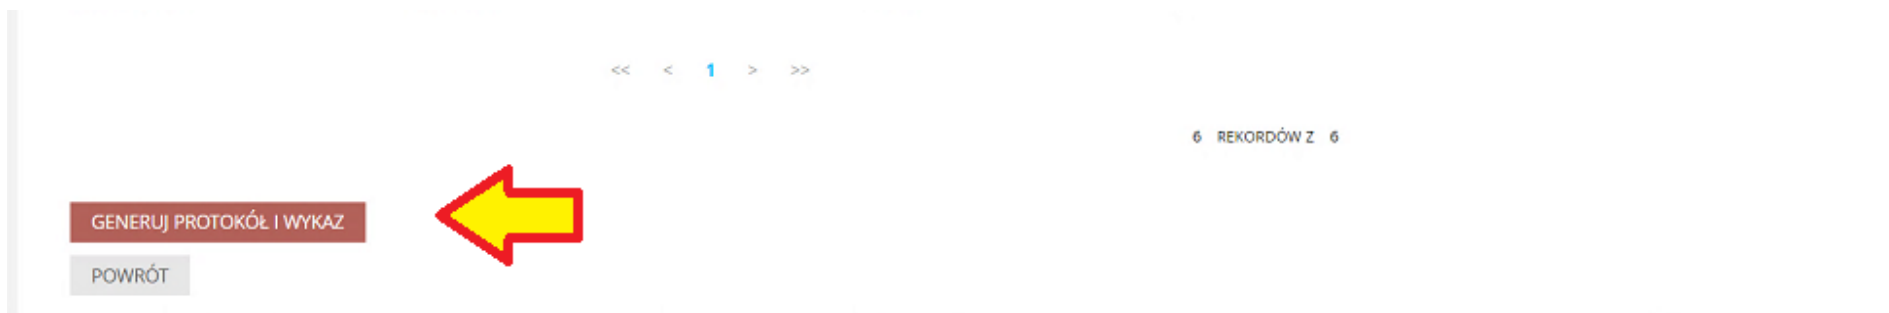 << < 1 > >>
6 REKORDÓW Z 6
GENERUJ PROTOKÓŁ I WYKAZ
POWRÓT